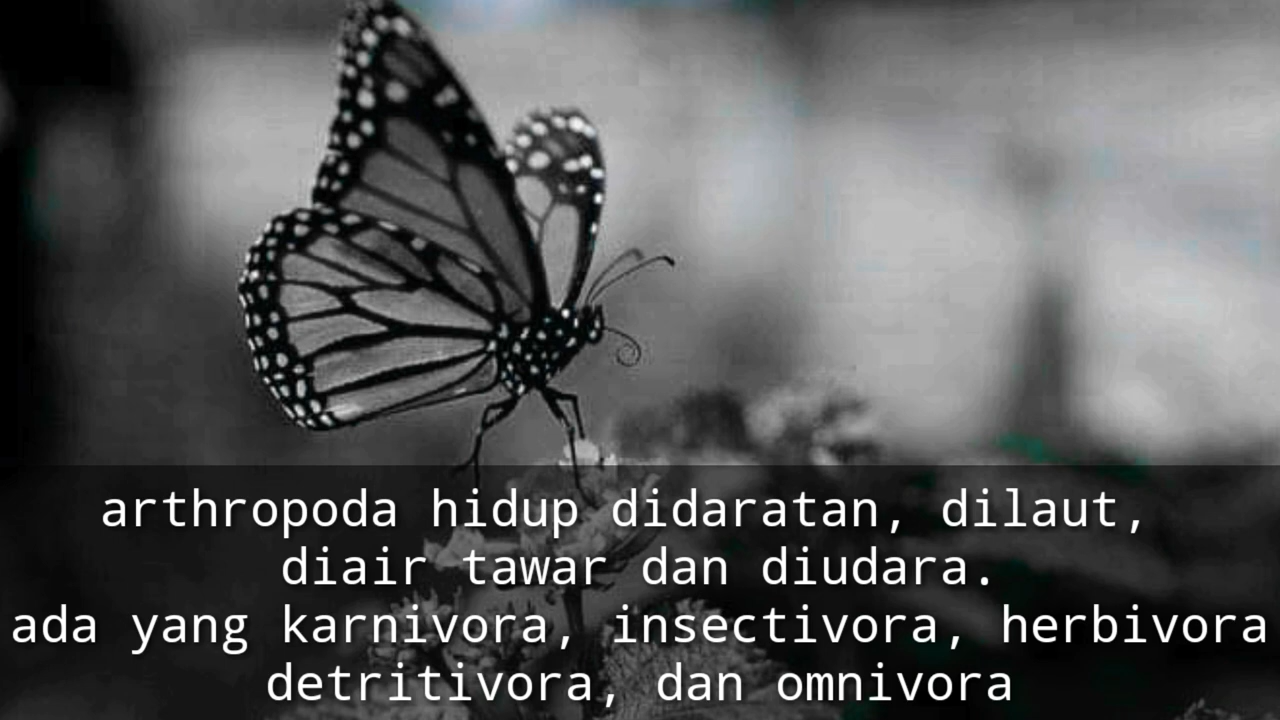 arthropoda hidup didaratan, dilaut,
diair tawar dan diudara.
ada yang karnivora, insectivora, herbivora
detritivora, dan omnivora